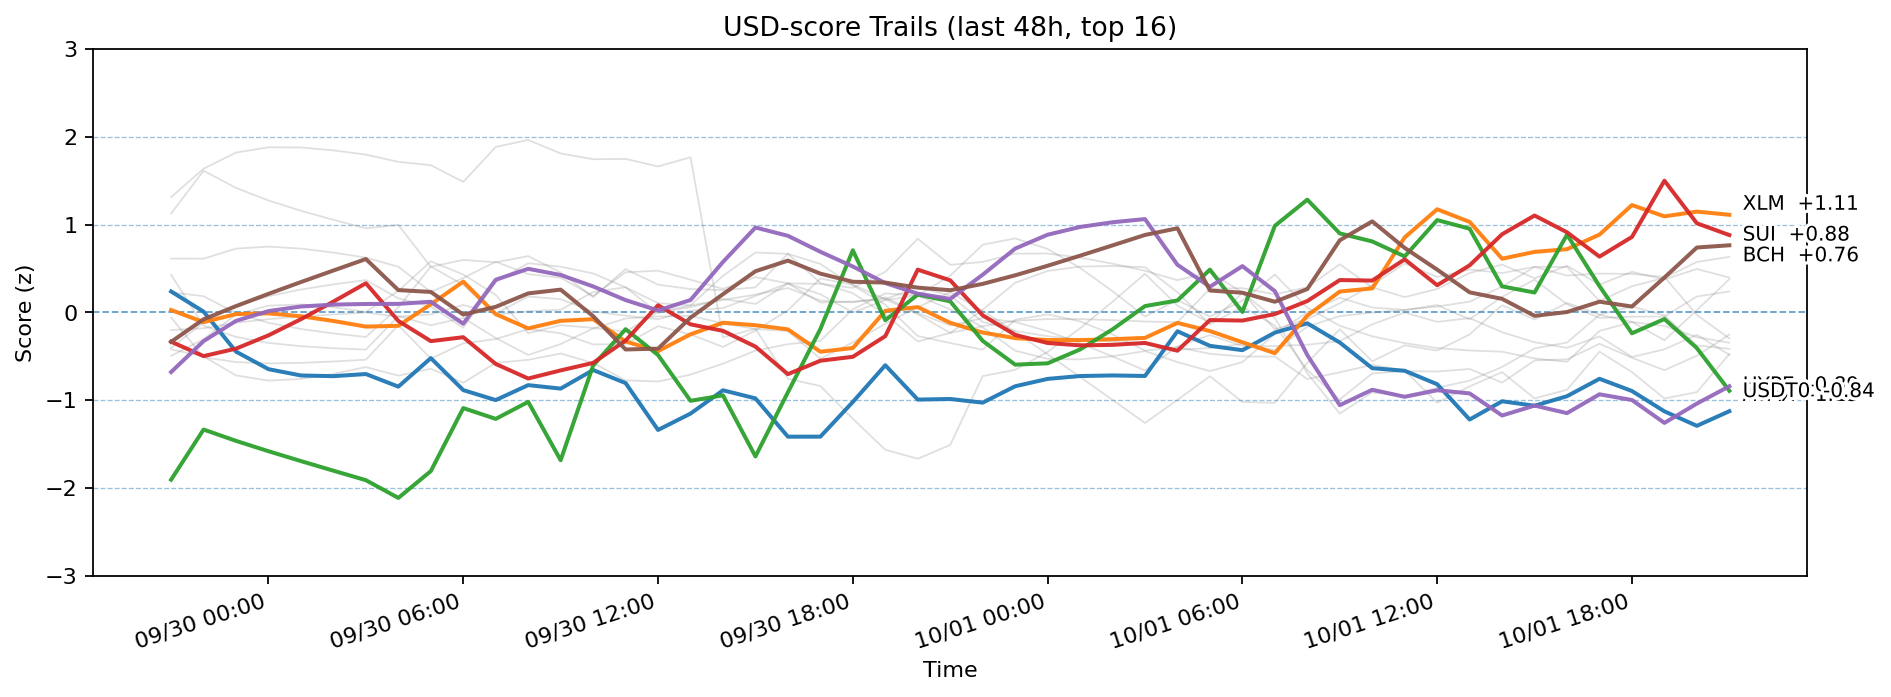 USD-score Trails (last 48h, top 16)
Score (z)
3
2
1
0
−1
−2
−3
XLM +1.11
SUI +0.88
BCH +0.76
USDT0 -0.84
09/30 00:00
09/30 06:00
09/30 12:00
09/30 18:00
10/01 00:00
10/01 06:00
10/01 12:00
10/01 18:00
Time